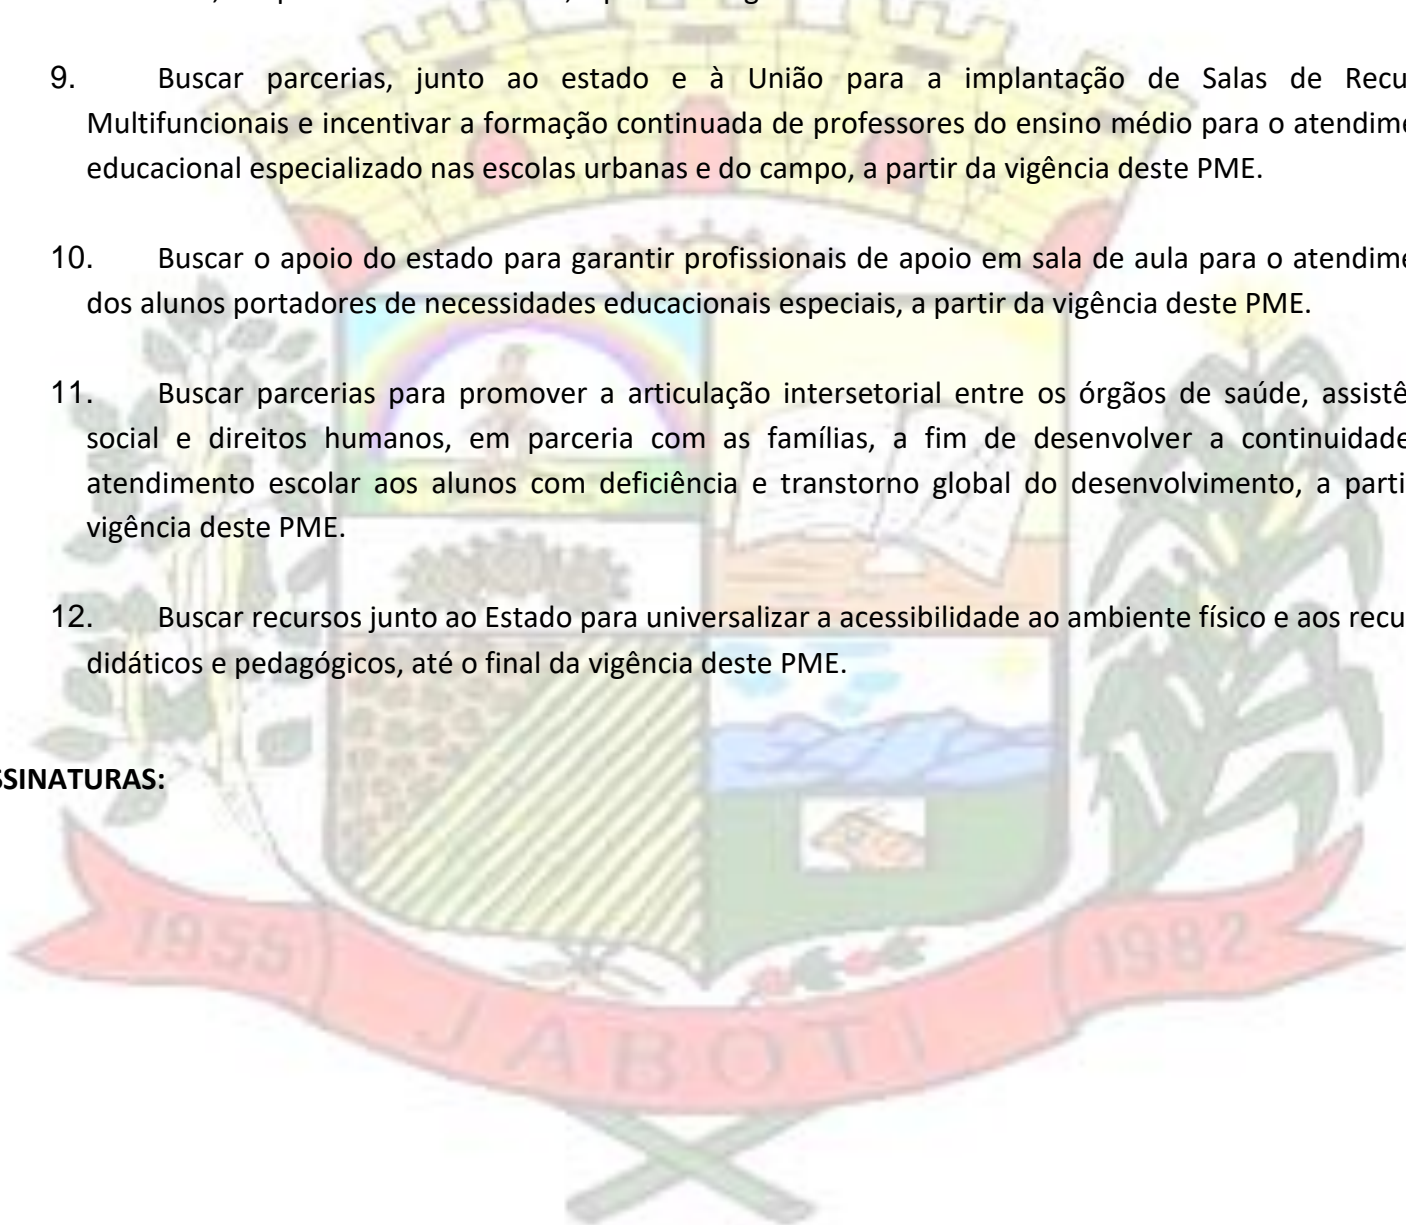 9. Buscar parcerias, junto ao estado e à União para a implantação de Salas de Recu
Multifuncionais e incentivar a formação continuada de professores do ensino médio para o atendime
educacional especializado nas escolas urbanas e do campo, a partir da vigência deste PME.
10. Buscar o apoio do estado para garantir profissionais de apoio em sala de aula para o atendime
dos alunos portadores de necessidades educacionais especiais, a partir da vigência deste PME.
11. Buscar parcerias para promover a articulação intersetorial entre os órgãos de saúde, assistê
social e direitos humanos, em parceria com as famílias, a fim de desenvolver a continuidade
atendimento escolar aos alunos com deficiência e transtorno global do desenvolvimento, a parti
vigência deste PME.
12. Buscar recursos junto ao Estado para universalizar a acessibilidade ao ambiente físico e aos recu
didáticos e pedagógicos, até o final da vigência deste PME.
SSINATURAS:
1955 1982
JABOTI